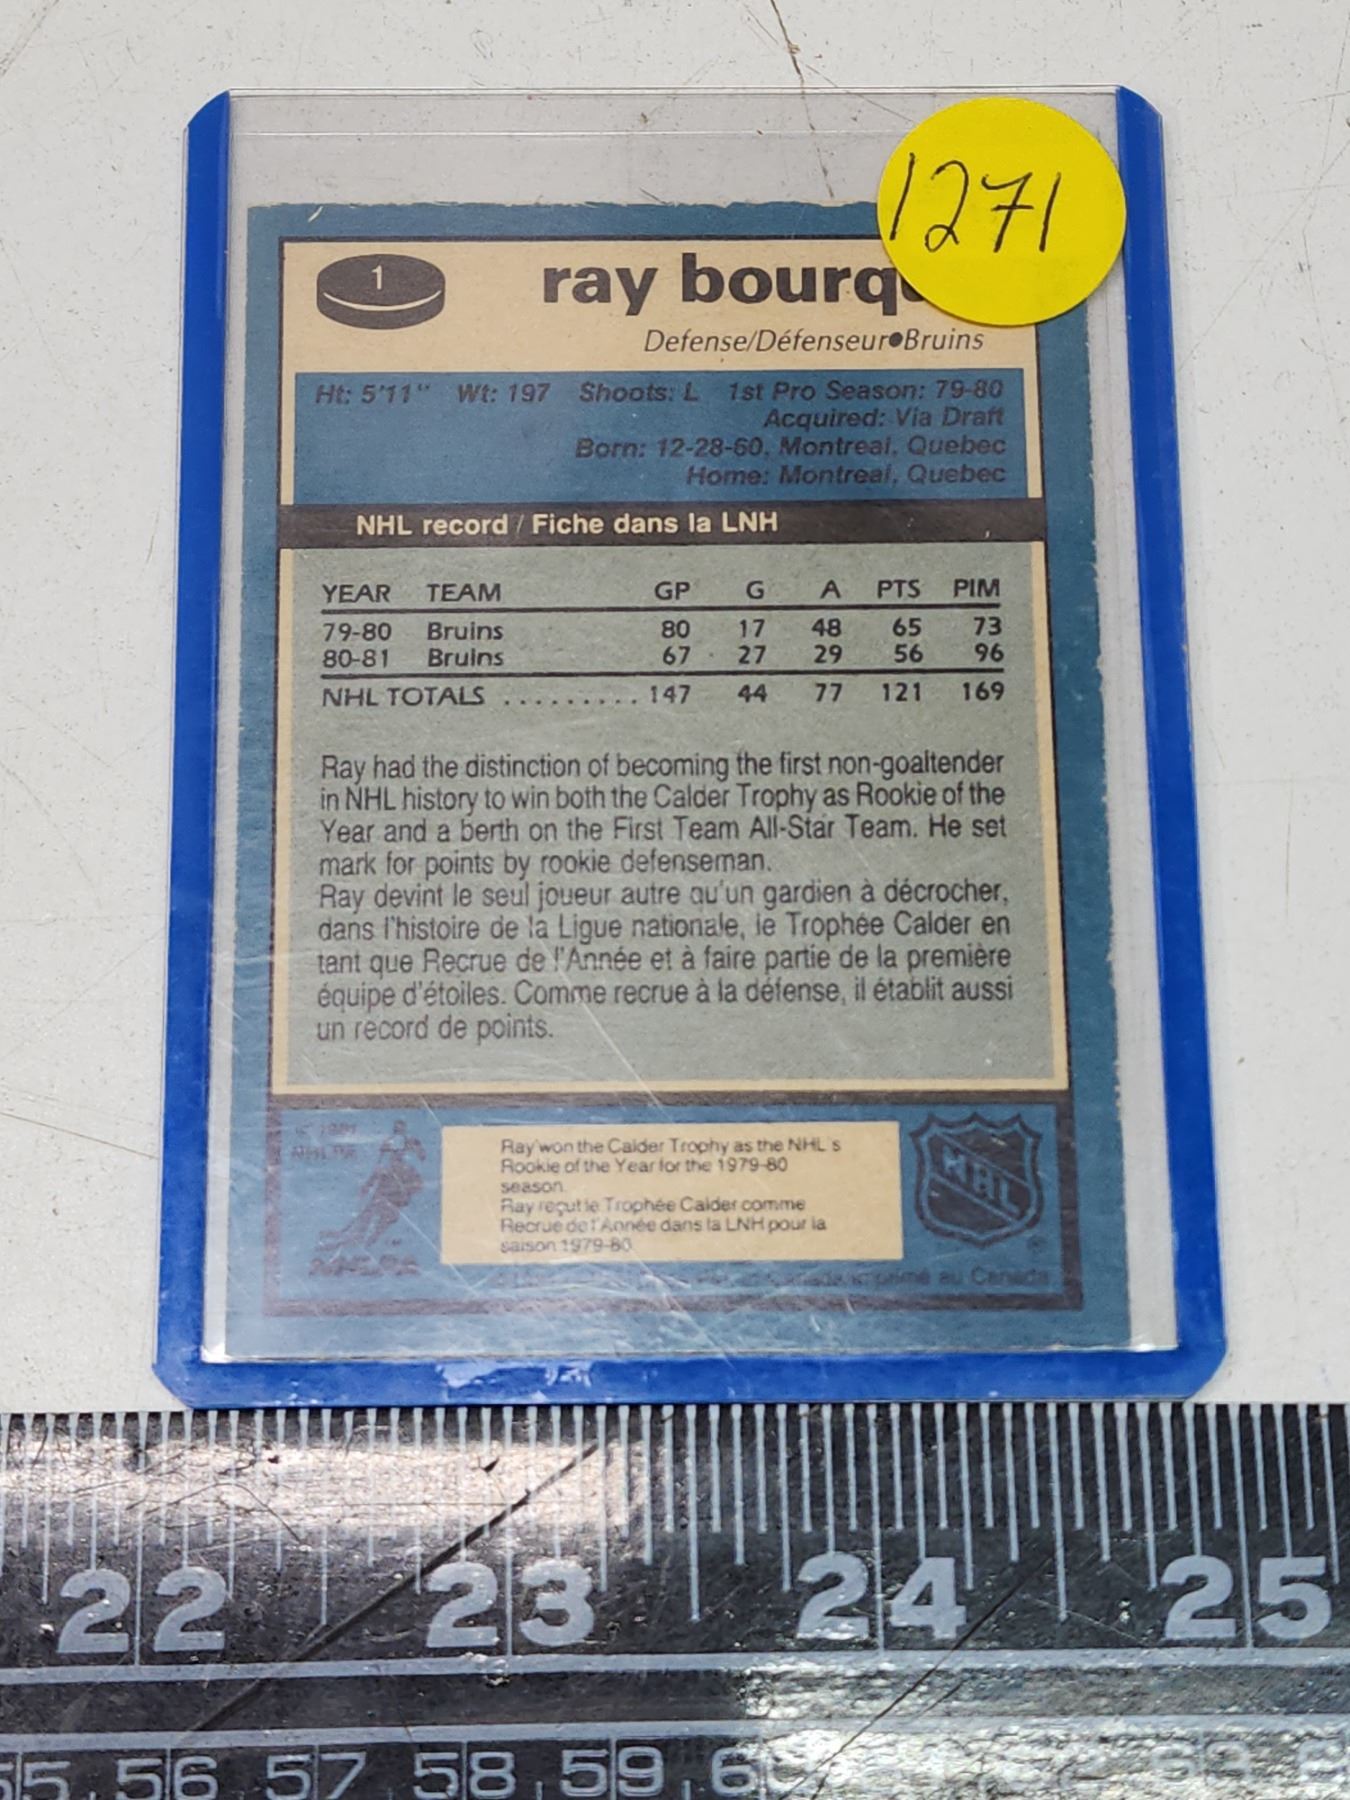 1271
1
ray bourq
Defense/Défenseur●Bruins
Ht: 5'11" Wt: 197 Shoots: L 1st Pro Season: 79-80
Acquired: Via Draft
Born: 12-28-60, Montreal, Quebec
Home: Montreal, Quebec
NHL record / Fiche dans la LNH
YEAR TEAM GP G A PTS PIM
79-80 Bruins 80 17 48 65 73
80-81 Bruins 67 27 29 56 96
NHL TOTALS ......... 147 44 77 121 169
Ray had the distinction of becoming the first non-goaltender
in NHL history to win both the Calder Trophy as Rookie of the
Year and a berth on the First Team All-Star Team. He set
mark for points by rookie defenseman.
Ray devint le seul joueur autre qu'un gardien à décrocher,
dans l'histoire de la Ligue nationale, le Trophée Calder en
tant que Recrue de l'Année et à faire partie de la première
équipe d'étoiles. Comme recrue à la défense, il établit aussi
un record de points.
© 1981
NHLPA
NHLPA
Ray won the Calder Trophy as the NHL's
Rookie of the Year for the 1979-80
season.
Ray reçut le Trophée Calder comme
Recrue de l'Année dans la LNH pour la
saison 1979-80
NHL
Canada/imprimé au Canada
22 23 24 25
55 56 57 58 59